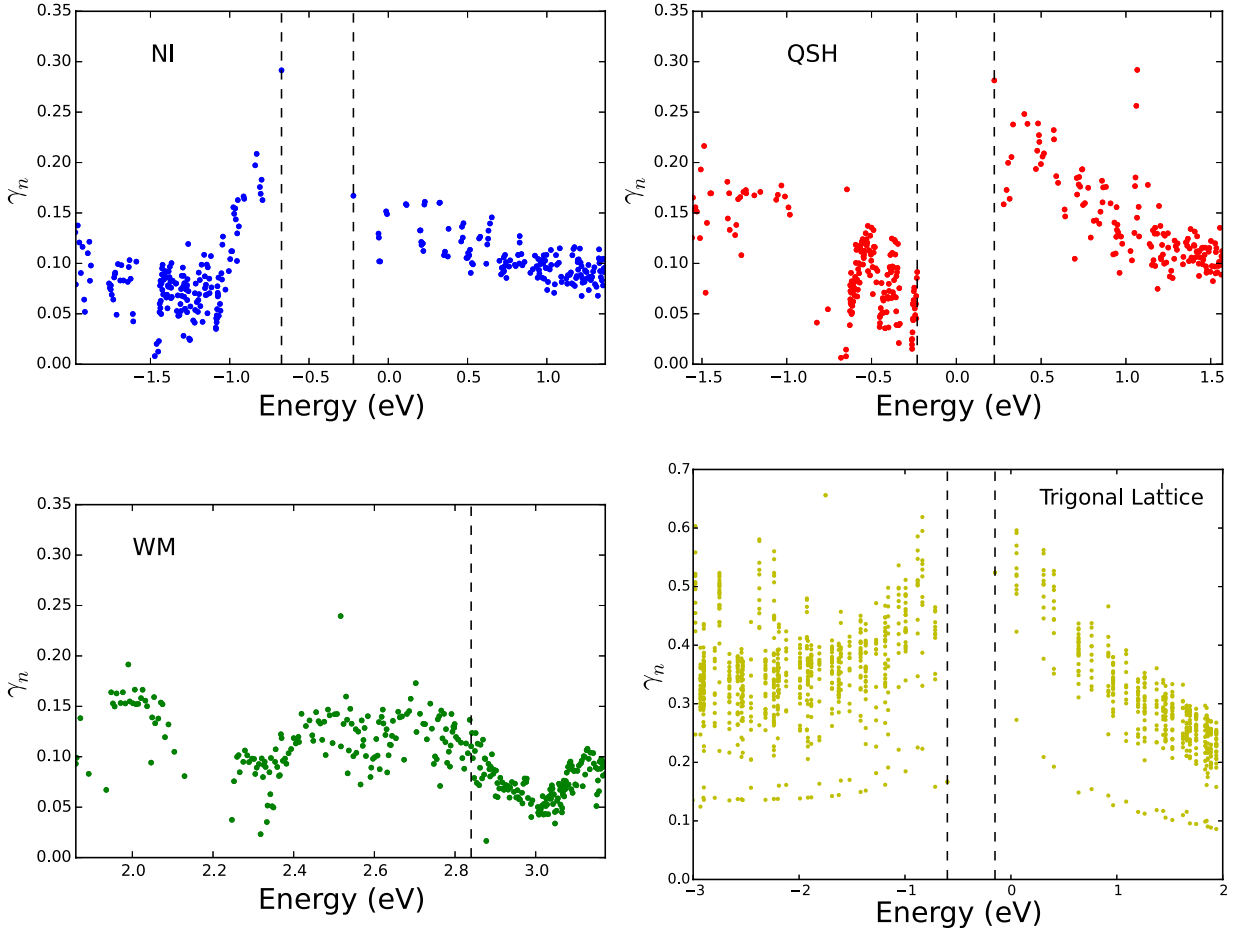 0.35
0.30
0.25
0.20
0.15
0.10
0.05
0.00
γn
NI
−1.5 −1.0 −0.5 0.0 0.5 1.0
Energy (eV)
0.35
0.30
0.25
0.20
0.15
0.10
0.05
0.00
γn
QSH
−1.5 −1.0 −0.5 0.0 0.5 1.0 1.5
Energy (eV)
0.35
0.30
0.25
0.20
0.15
0.10
0.05
0.00
γn
WM
2.0 2.2 2.4 2.6 2.8 3.0
Energy (eV)
0.7
0.6
0.5
0.4
0.3
0.2
0.1
0.0
γn
Trigonal Lattice
−3 −2 −1 0 1 2
Energy (eV)